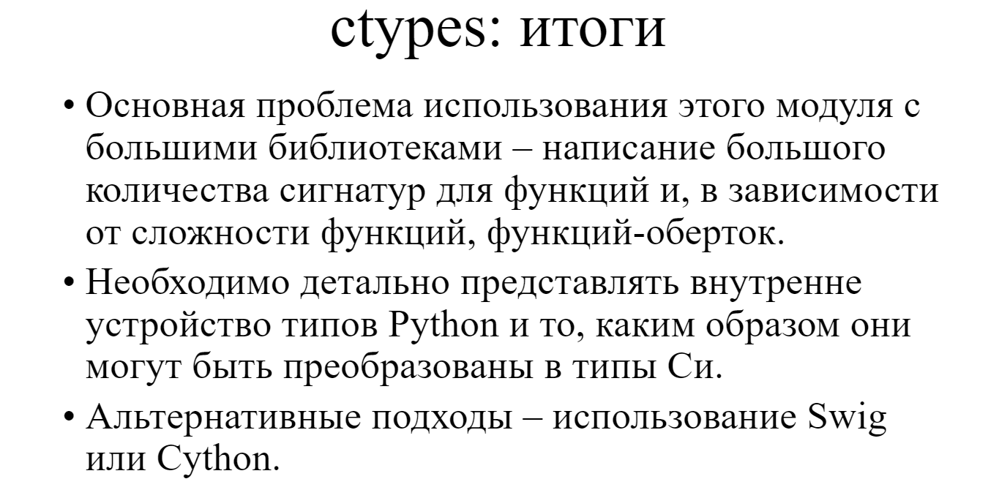 ctypes: итоги
• Основная проблема использования этого модуля с
большими библиотеками – написание большого
количества сигнатур для функций и, в зависимости
от сложности функций, функций-оберток.
• Необходимо детально представлять внутренне
устройство типов Python и то, каким образом они
могут быть преобразованы в типы Си.
• Альтернативные подходы – использование Swig
или Cython.